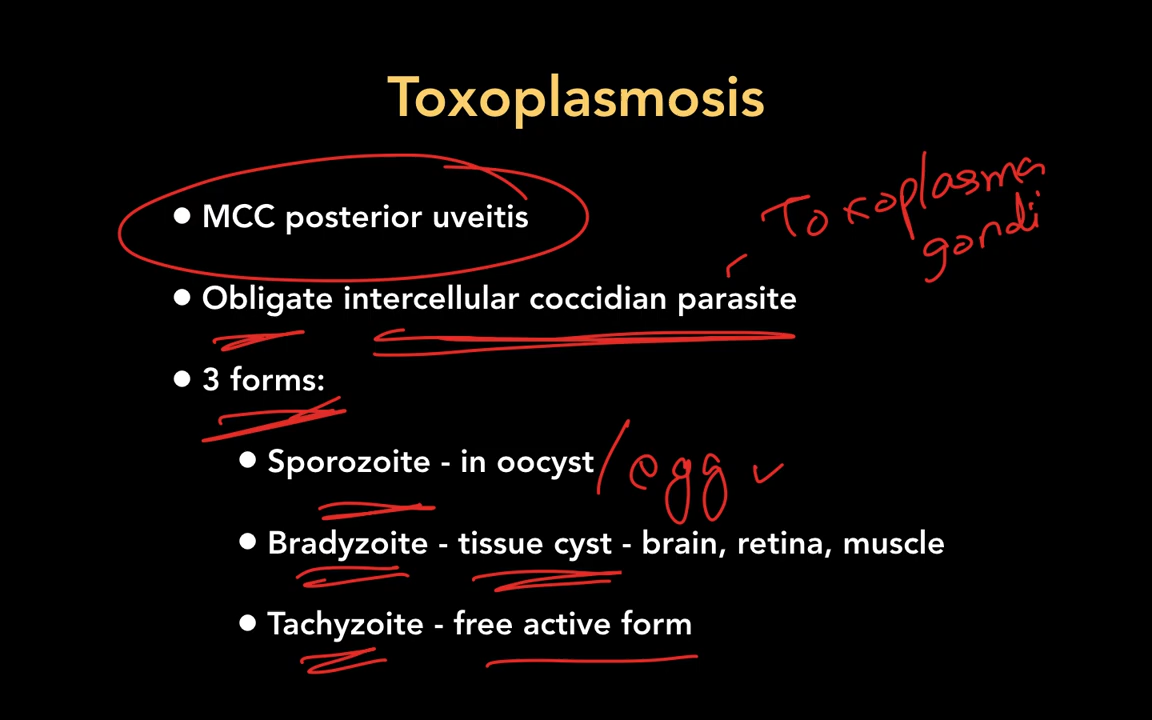 Toxoplasmosis
● MCC posterior uveitis
Toxoplasma
gondi
● Obligate intercellular coccidian parasite
● 3 forms:
● Sporozoite - in oocyst / egg ✓
● Bradyzoite - tissue cyst - brain, retina, muscle
● Tachyzoite - free active form